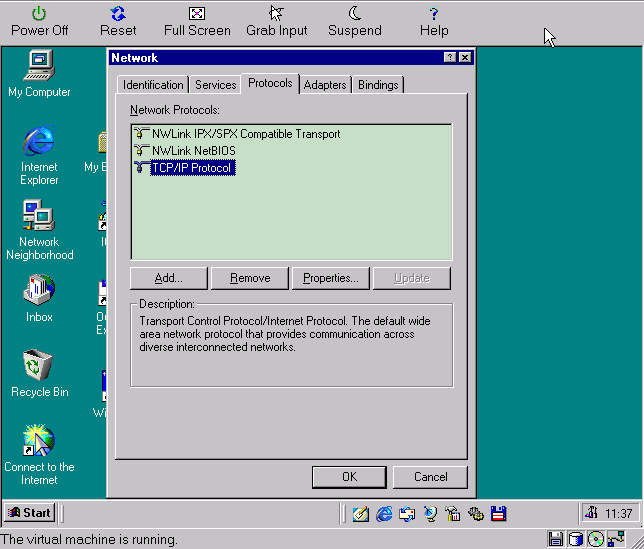 Power Off
Reset
Full Screen
Grab Input
Suspend
Help
My Computer
Internet
Explorer
My
Network
Neighborhood
Inbox
Recycle Bin
Connect to the
Internet
Network
Identification
Services
Protocols
Adapters
Bindings
Network Protocols:
NWLink IPX/SPX Compatible Transport
NWLink NetBIOS
TCP/IP Protocol
Add...
Remove
Properties...
Update
Description:
Transport Control Protocol/Internet Protocol. The default wide
area network protocol that provides communication across
diverse interconnected networks.
OK
Cancel
Start
11:37
The virtual machine is running.